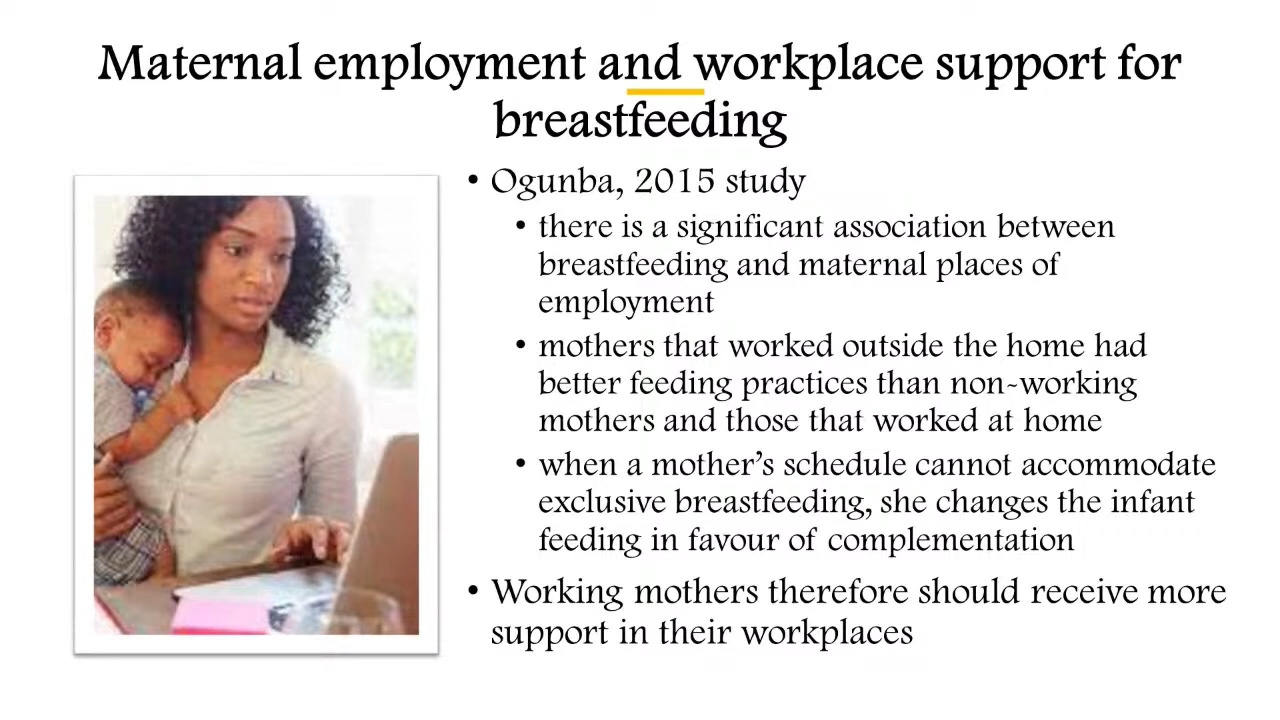 Maternal employment and workplace support for
breastfeeding
• Ogunba, 2015 study
• there is a significant association between
breastfeeding and maternal places of
employment
• mothers that worked outside the home had
better feeding practices than non-working
mothers and those that worked at home
• when a mother’s schedule cannot accommodate
exclusive breastfeeding, she changes the infant
feeding in favour of complementation
• Working mothers therefore should receive more
support in their workplaces